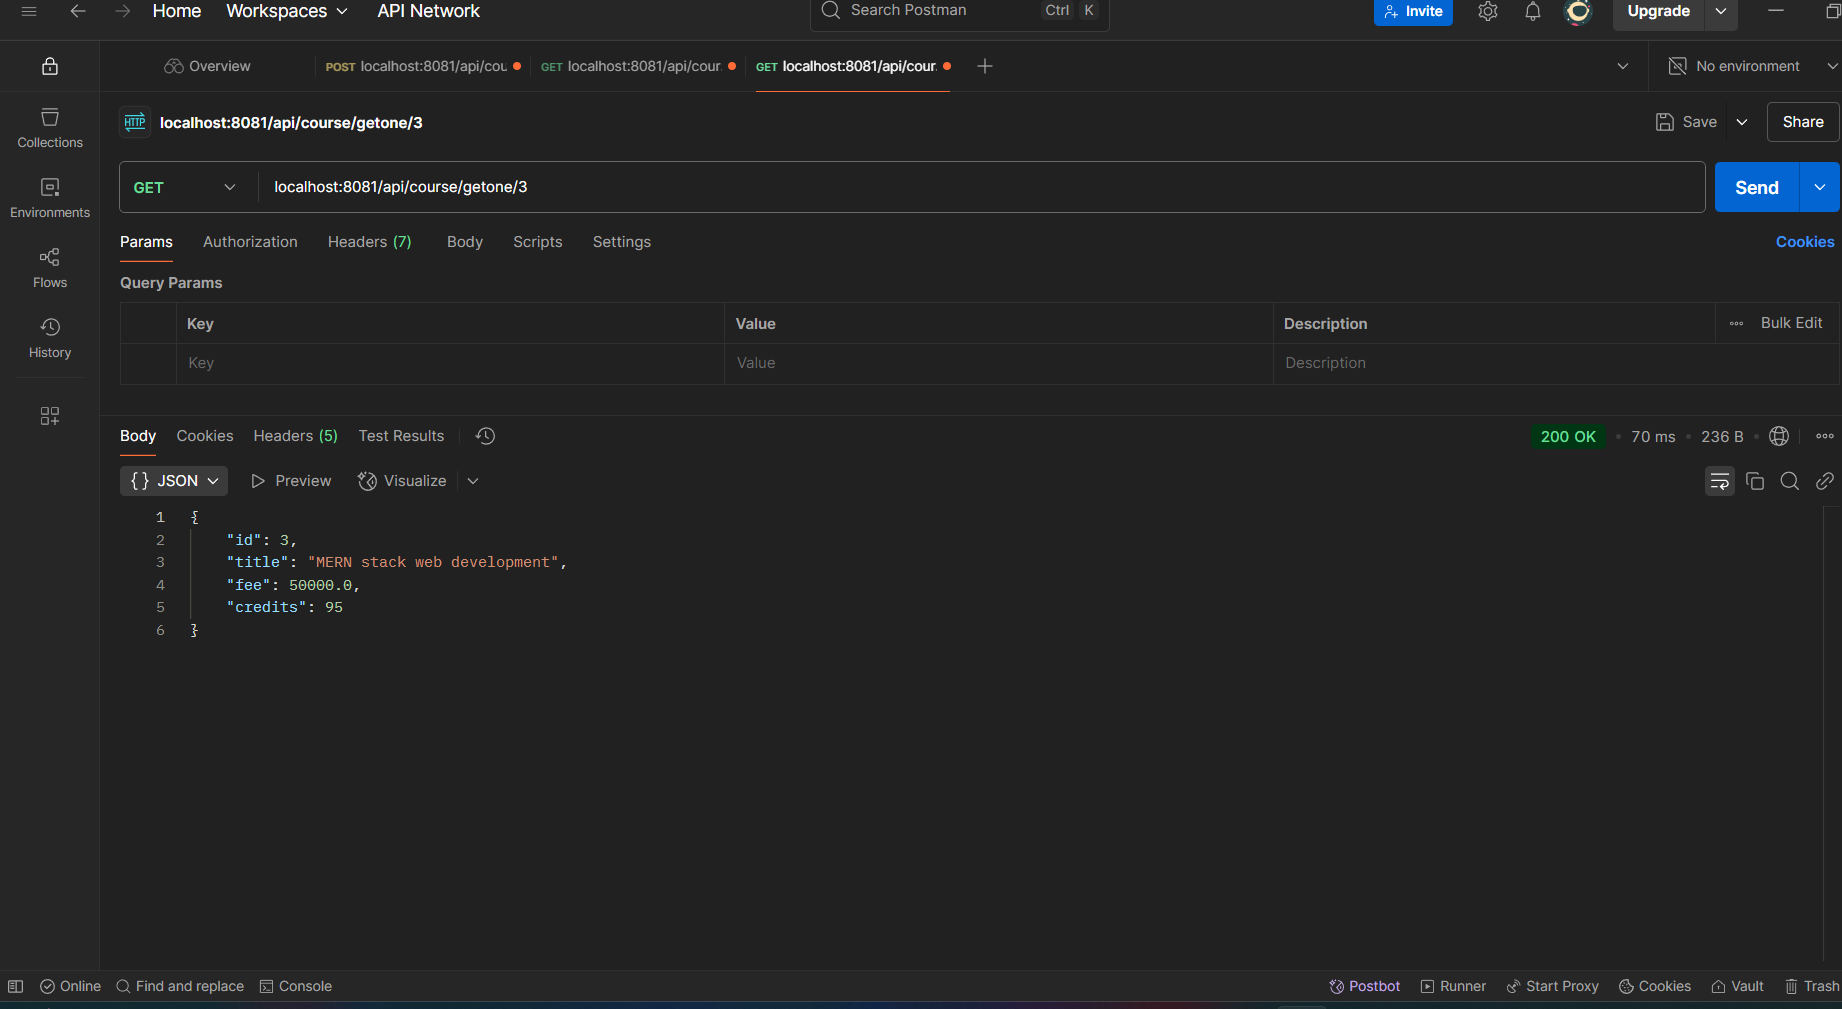 Home Workspaces API Network Search Postman Ctrl K Invite Upgrade
Overview POST localhost:8081/api/cou GET localhost:8081/api/cour. GET localhost:8081/api/cour. No environment
HTTP localhost:8081/api/course/getone/3 Save Share
Collections
GET localhost:8081/api/course/getone/3 Send
Environments
Params Authorization Headers (7) Body Scripts Settings Cookies
Flows
Query Params
Key Value Description Bulk Edit
History
Key Value Description
Body Cookies Headers (5) Test Results 200 OK • 70 ms • 236 B •
{} JSON Preview Visualize
1 {
2 "id": 3,
3 "title": "MERN stack web development",
4 "fee": 50000.0,
5 "credits": 95
6 }
Online Find and replace Console Postbot Runner Start Proxy Cookies Vault Trash